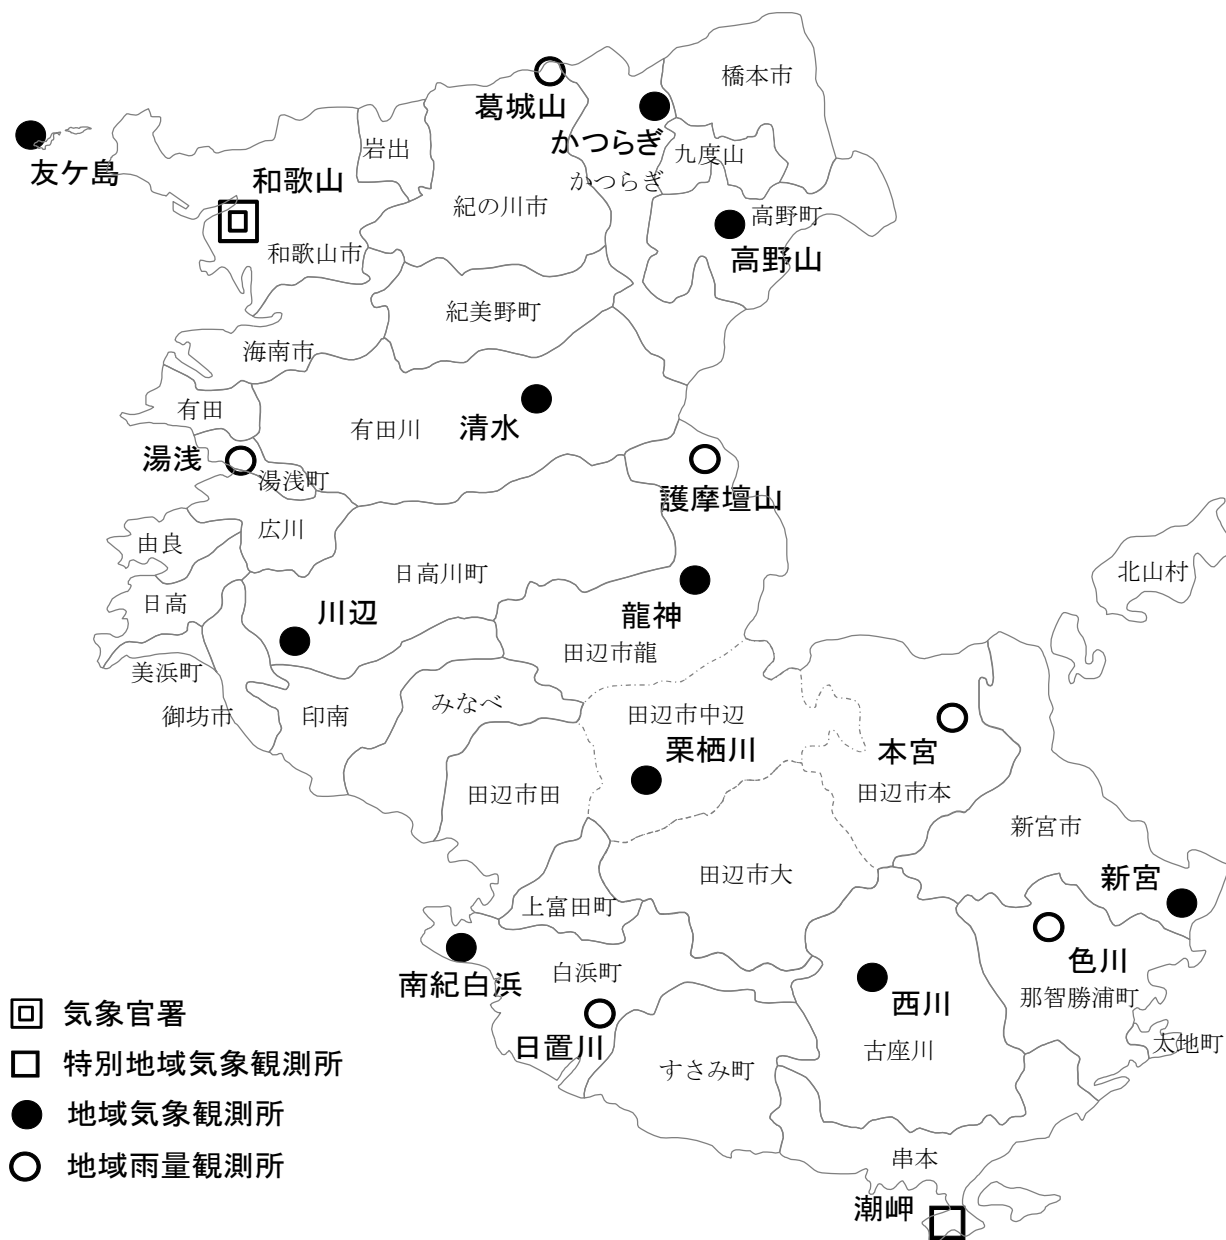 橋本市
葛城山
かつらぎ
岩出
九度山
友ケ島
和歌山
かつらぎ
紀の川市
高野町
和歌山市
高野山
紀美野町
海南市
有田
有田川
清水
湯浅
湯浅町
護摩壇山
広川
由良
日高川町
北山村
日高
川辺
龍神
田辺市龍
美浜町
御坊市
印南
みなべ
田辺市中辺
栗栖川
本宮
田辺市田
田辺市本
新宮市
田辺市大
新宮
上富田町
色川
南紀白浜
白浜町
西川
那智勝浦町
日置川
古座川
太地町
すさみ町
串本
潮岬
気象官署
特別地域気象観測所
地域気象観測所
地域雨量観測所